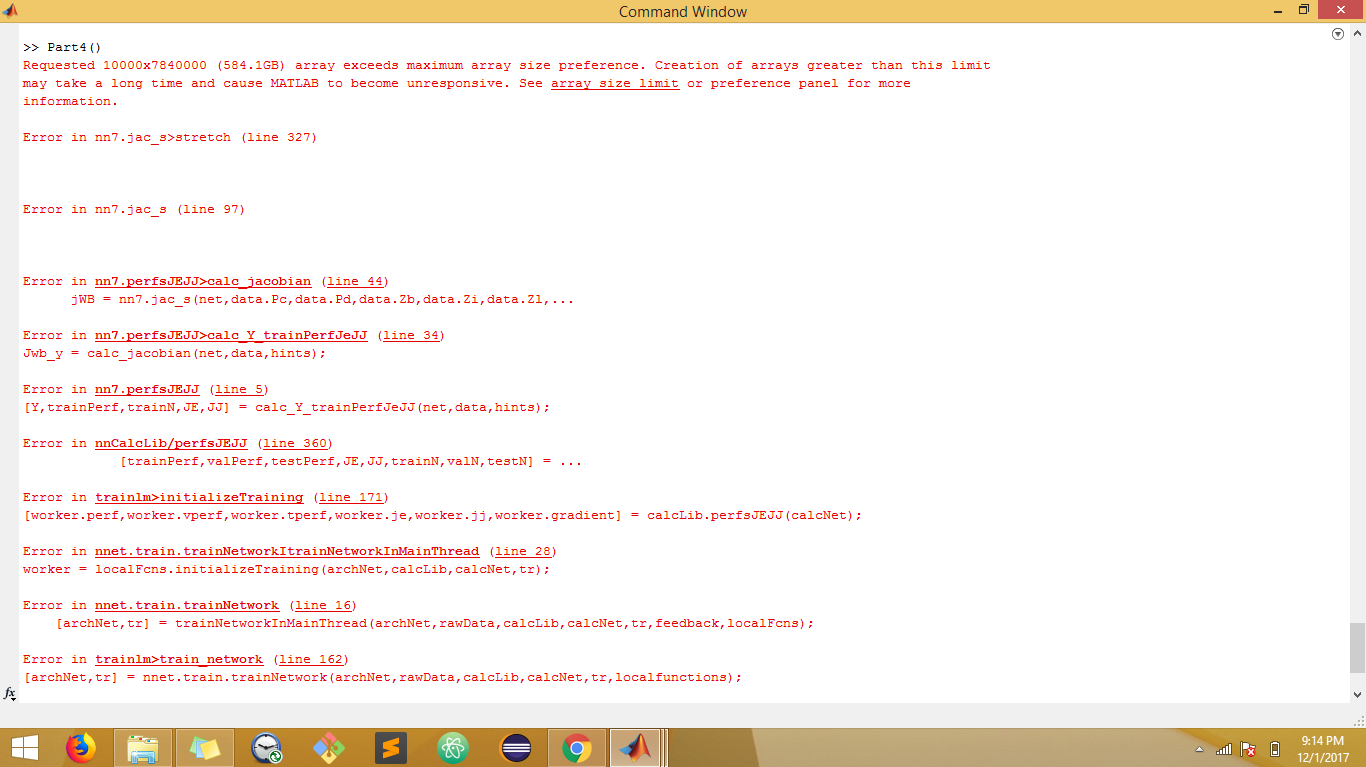 Command Window
>> Part4()
Requested 10000x7840000 (584.1GB) array exceeds maximum array size preference. Creation of arrays greater than this limit
may take a long time and cause MATLAB to become unresponsive. See array size limit or preference panel for more
information.
Error in nn7.jac_s>stretch (line 327)
Error in nn7.jac_s (line 97)
Error in nn7.perfsJEJJ>calc_jacobian (line 44)
jWB = nn7.jac_s(net,data.Pc,data.Pd,data.Zb,data.Zi,data.Zl,...
Error in nn7.perfsJEJJ>calc_Y_trainPerfJeJJ (line 34)
Jwb_y = calc_jacobian(net,data,hints);
Error in nn7.perfsJEJJ (line 5)
[Y,trainPerf,trainN,JE,JJ] = calc_Y_trainPerfJeJJ(net,data,hints);
Error in nnCalcLib/perfsJEJJ (line 360)
[trainPerf,valPerf,testPerf,JE,JJ,trainN,valN,testN] = ...
Error in trainlm>initializeTraining (line 171)
[worker.perf,worker.vperf,worker.tperf,worker.je,worker.jj,worker.gradient] = calcLib.perfsJEJJ(calcNet);
Error in nnet.train.trainNetworkItrainNetworkInMainThread (line 28)
worker = localFcns.initializeTraining(archNet,calcLib,calcNet,tr);
Error in nnet.train.trainNetwork (line 16)
[archNet,tr] = trainNetworkInMainThread(archNet,rawData,calcLib,calcNet,tr,feedback,localFcns);
Error in trainlm>train_network (line 162)
[archNet,tr] = nnet.train.trainNetwork(archNet,rawData,calcLib,calcNet,tr,localfunctions);
fx
9:14 PM
12/1/2017